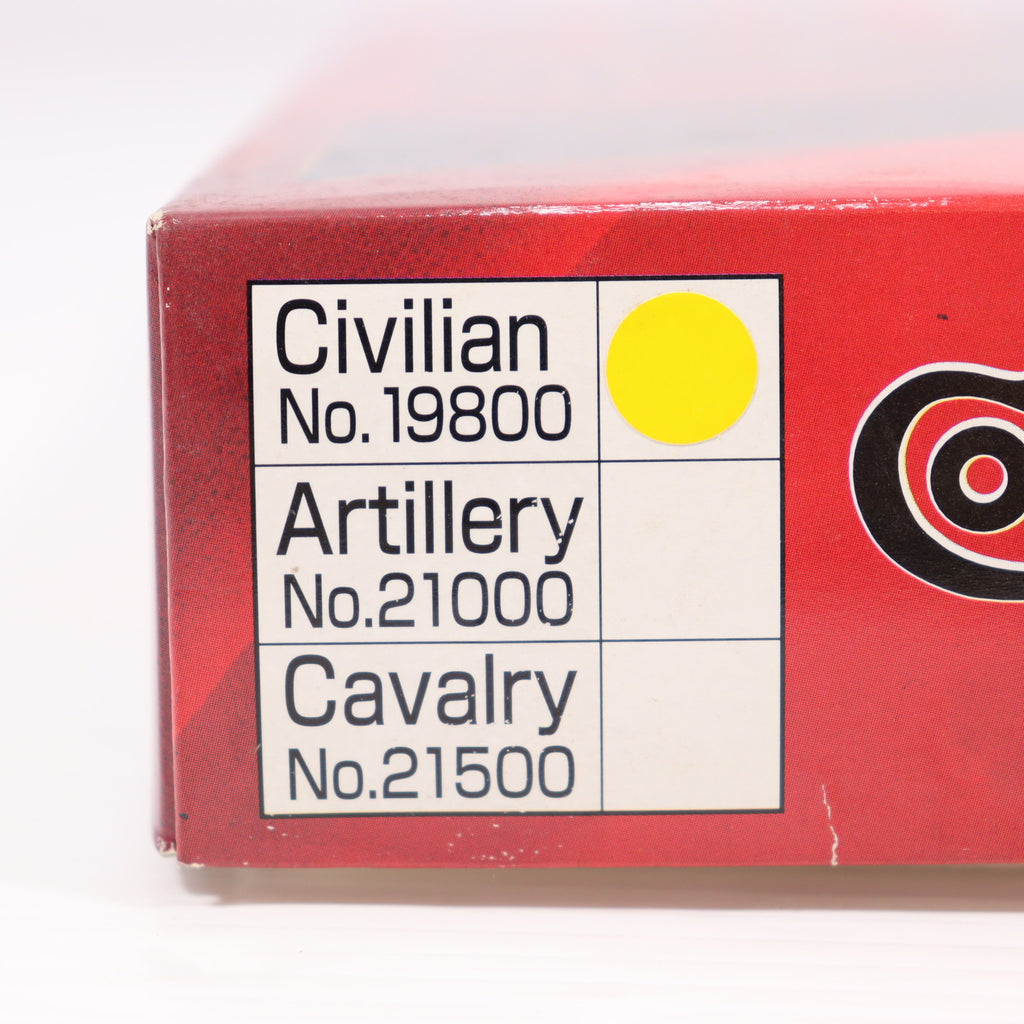 Civilian
No. 19800
Artillery
No.21000
Cavalry
No.21500